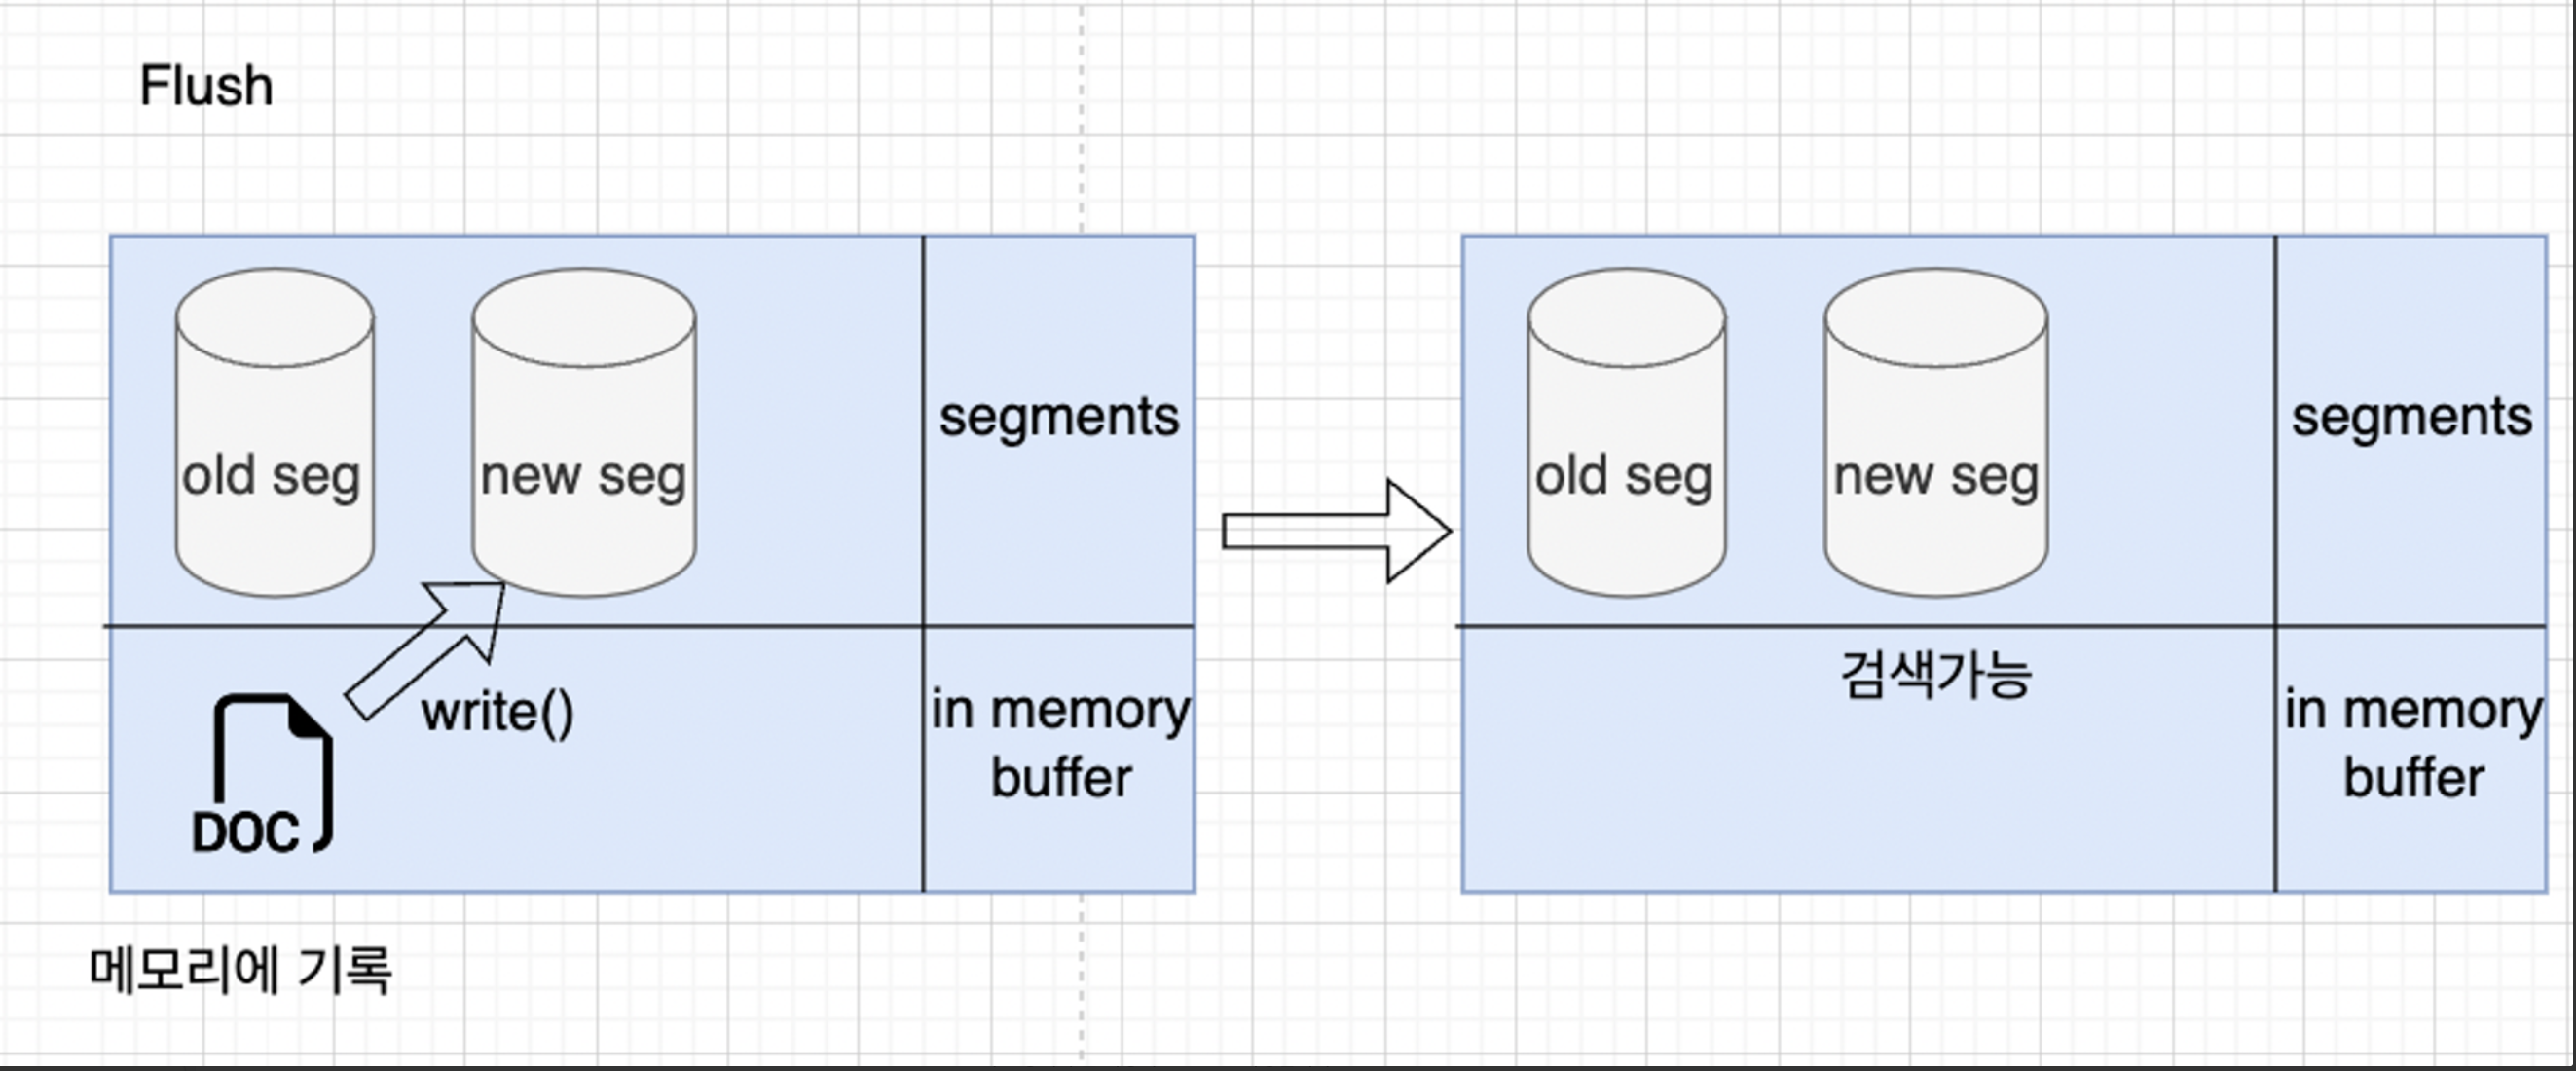 Flush
old seg
new seg
segments
write()
DOC
in memory
buffer
메모리에 기록
old seg
new seg
segments
검색가능
in memory
buffer